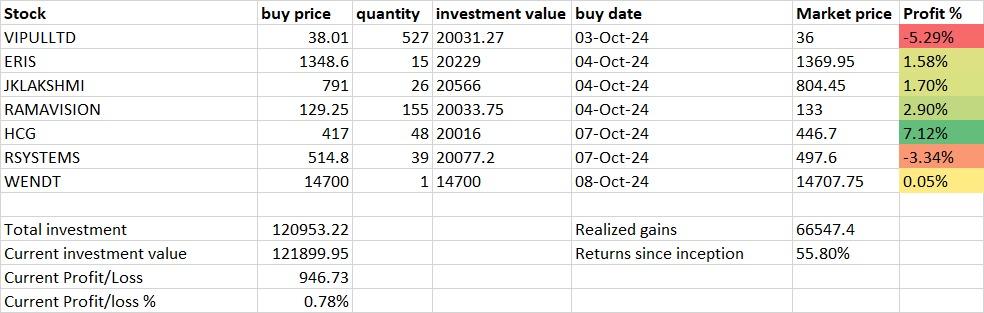 Stock buy price quantity investment value buy date Market price Profit %
VIPULLTD 38.01 527 20031.27 03-Oct-24 36 -5.29%
ERIS 1348.6 15 20229 04-Oct-24 1369.95 1.58%
JKLAKSHMI 791 26 20566 04-Oct-24 804.45 1.70%
RAMAVISION 129.25 155 20033.75 04-Oct-24 133 2.90%
HCG 417 48 20016 07-Oct-24 446.7 7.12%
RSYSTEMS 514.8 39 20077.2 07-Oct-24 497.6 -3.34%
WENDT 14700 1 14700 08-Oct-24 14707.75 0.05%
Total investment 120953.22 Realized gains 66547.4
Current investment value 121899.95 Returns since inception 55.80%
Current Profit/Loss 946.73
Current Profit/loss % 0.78%